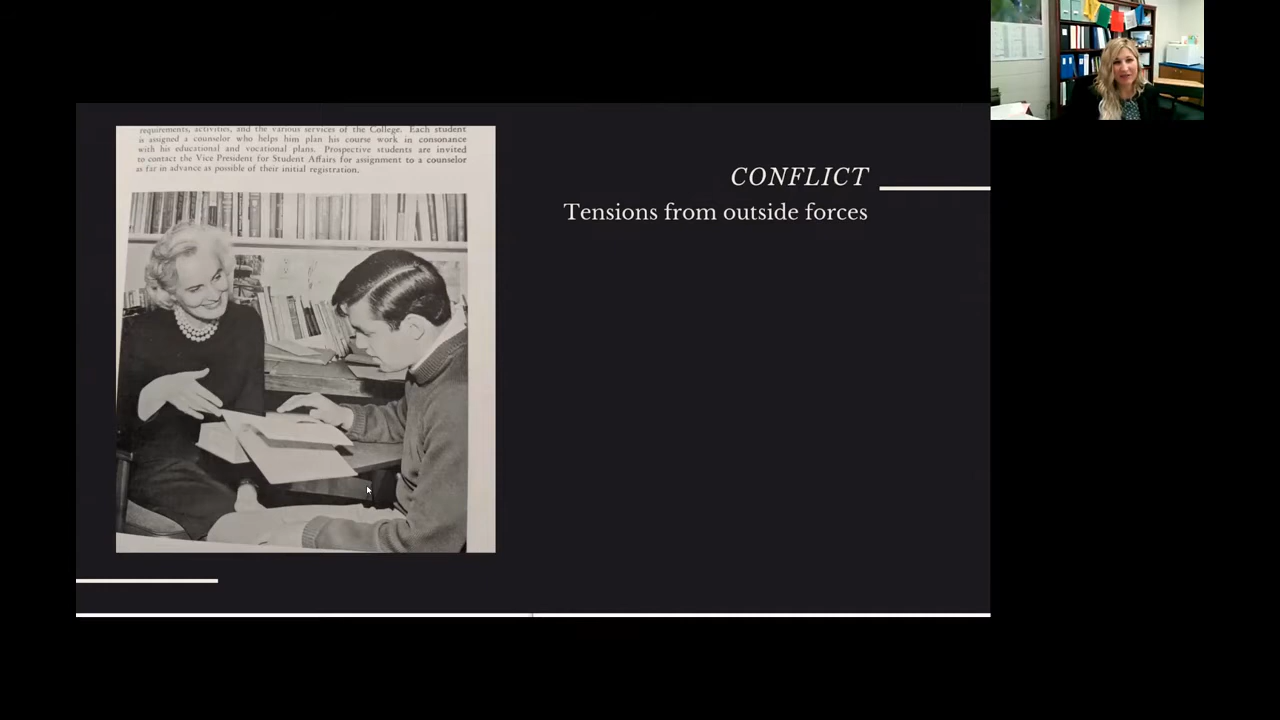 requirements, activities, and the various services of the College. Each student
is assigned a counselor who helps him plan his course work in consonance
with his educational and vocational plans. Prospective students are invited
to contact the Vice President for Student Affairs for assignment to a counselor
as far in advance as possible of their initial registration.
CONFLICT
Tensions from outside forces